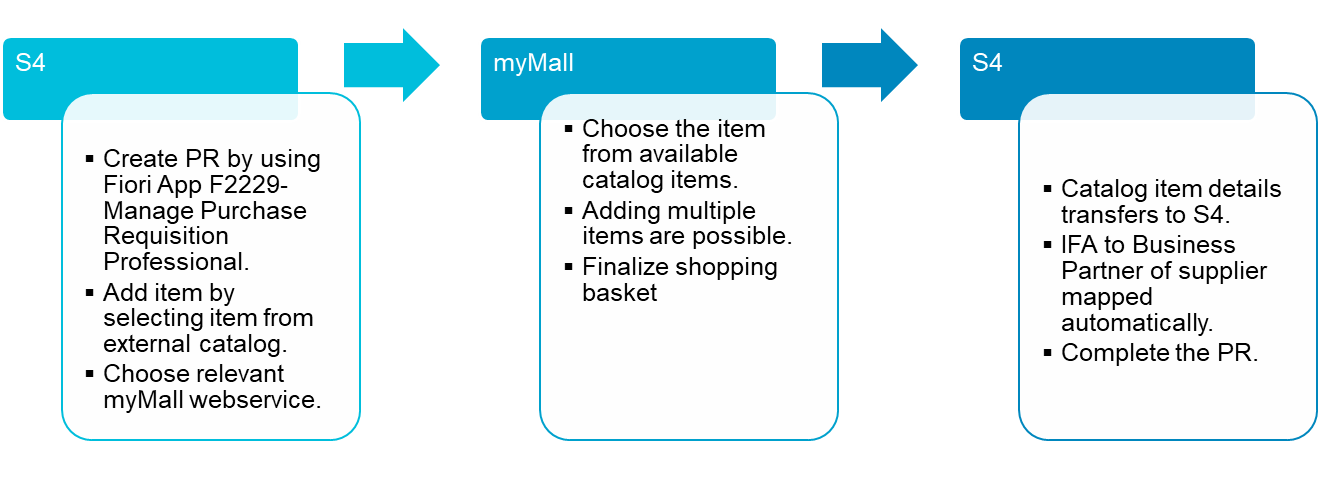 S4
▪ Create PR by using
Fiori App F2229-
Manage Purchase
Requisition
Professional.
▪ Add item by
selecting item from
external catalog.
▪ Choose relevant
myMall webservice.
myMall
▪ Choose the item
from available
catalog items.
▪ Adding multiple
items are possible.
▪ Finalize shopping
basket
S4
▪ Catalog item details
transfers to S4.
▪ IFA to Business
Partner of supplier
mapped
automatically.
▪ Complete the PR.